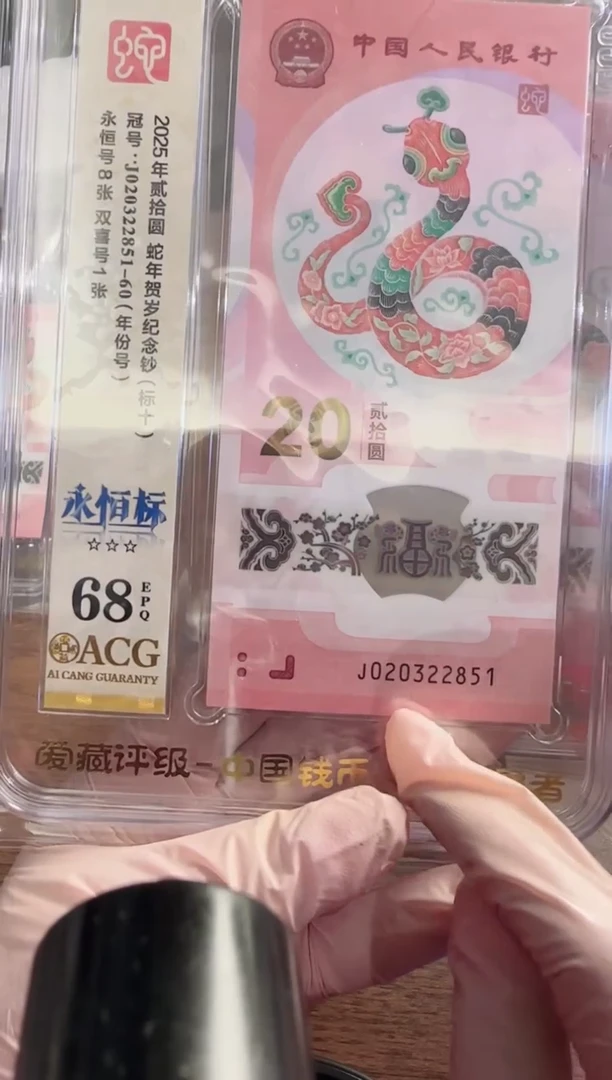 蛇
2025年贰拾圆 蛇年贺岁纪念钞(标十)
冠号:J020322851-60(年份号)
永恒号8张 双喜号1张
永恒标
☆☆☆
68 EPQ
ACG
AI CANG GUARANTY
中国人民银行
蛇
20 贰拾圆
福
J020322851
爱藏评级-中国钱币
者